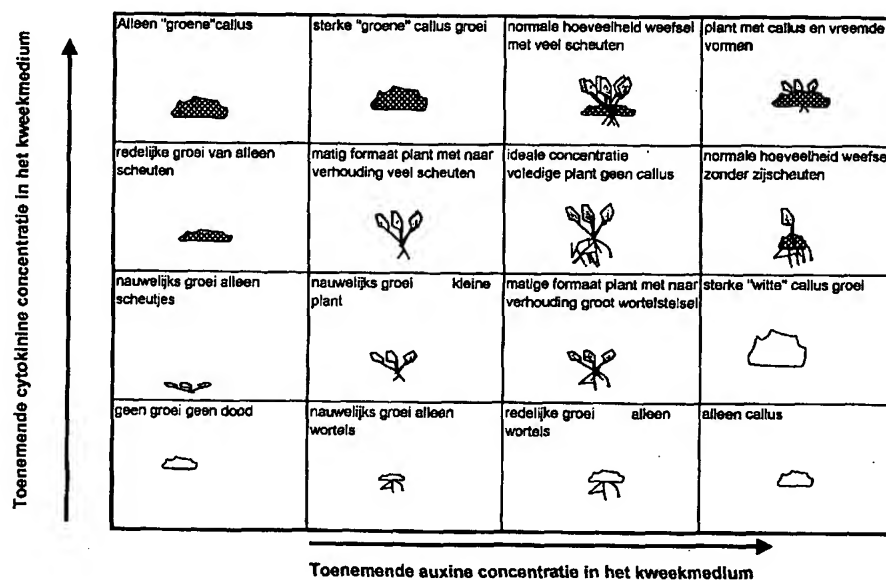 Toenemende cytokinine concentratie in het kweekmedium
Alleen "groene"callus
sterke "groene" callus groei
normale hoeveelheid weefsel
met veel scheuten
plant met callus en vreemde
vormen
redelijke groei van alleen
scheuten
matig formaat plant met naar
verhouding veel scheuten
ideale concentratie
voledige plant geen callus
normale hoeveelheid weefse
zonder zijscheuten
nauwelijks groei alleen
scheutjes
nauwelijks groei kleine
plant
matige formaat plant met naar
verhouding groot wortelstelsel
sterke "witte" callus groei
geen groei geen dood
nauwelijks groei alleen
wortels
redelijke groei alleen
wortels
alleen callus
Toenemende auxine concentratie in het kweekmedium